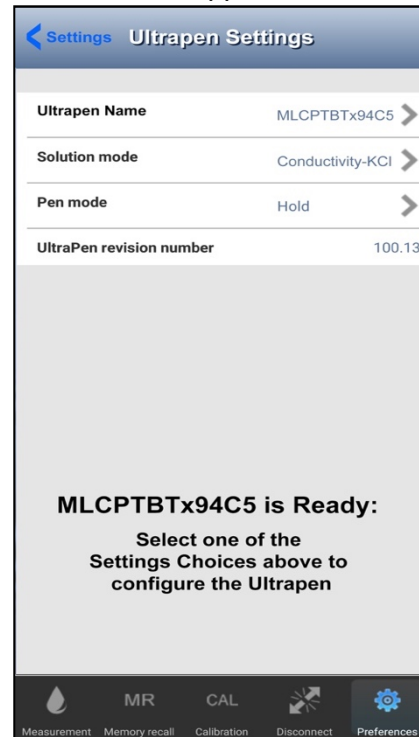 Settings Ultrapen Settings
Ultrapen Name MLCPTBTx94C5
Solution mode Conductivity-KCl
Pen mode Hold
UltraPen revision number 100.13
MLCPTBTx94C5 is Ready:
Select one of the
Settings Choices above to
configure the Ultrapen
MR CAL
Measurement Memory recall Calibration Disconnect Preferences